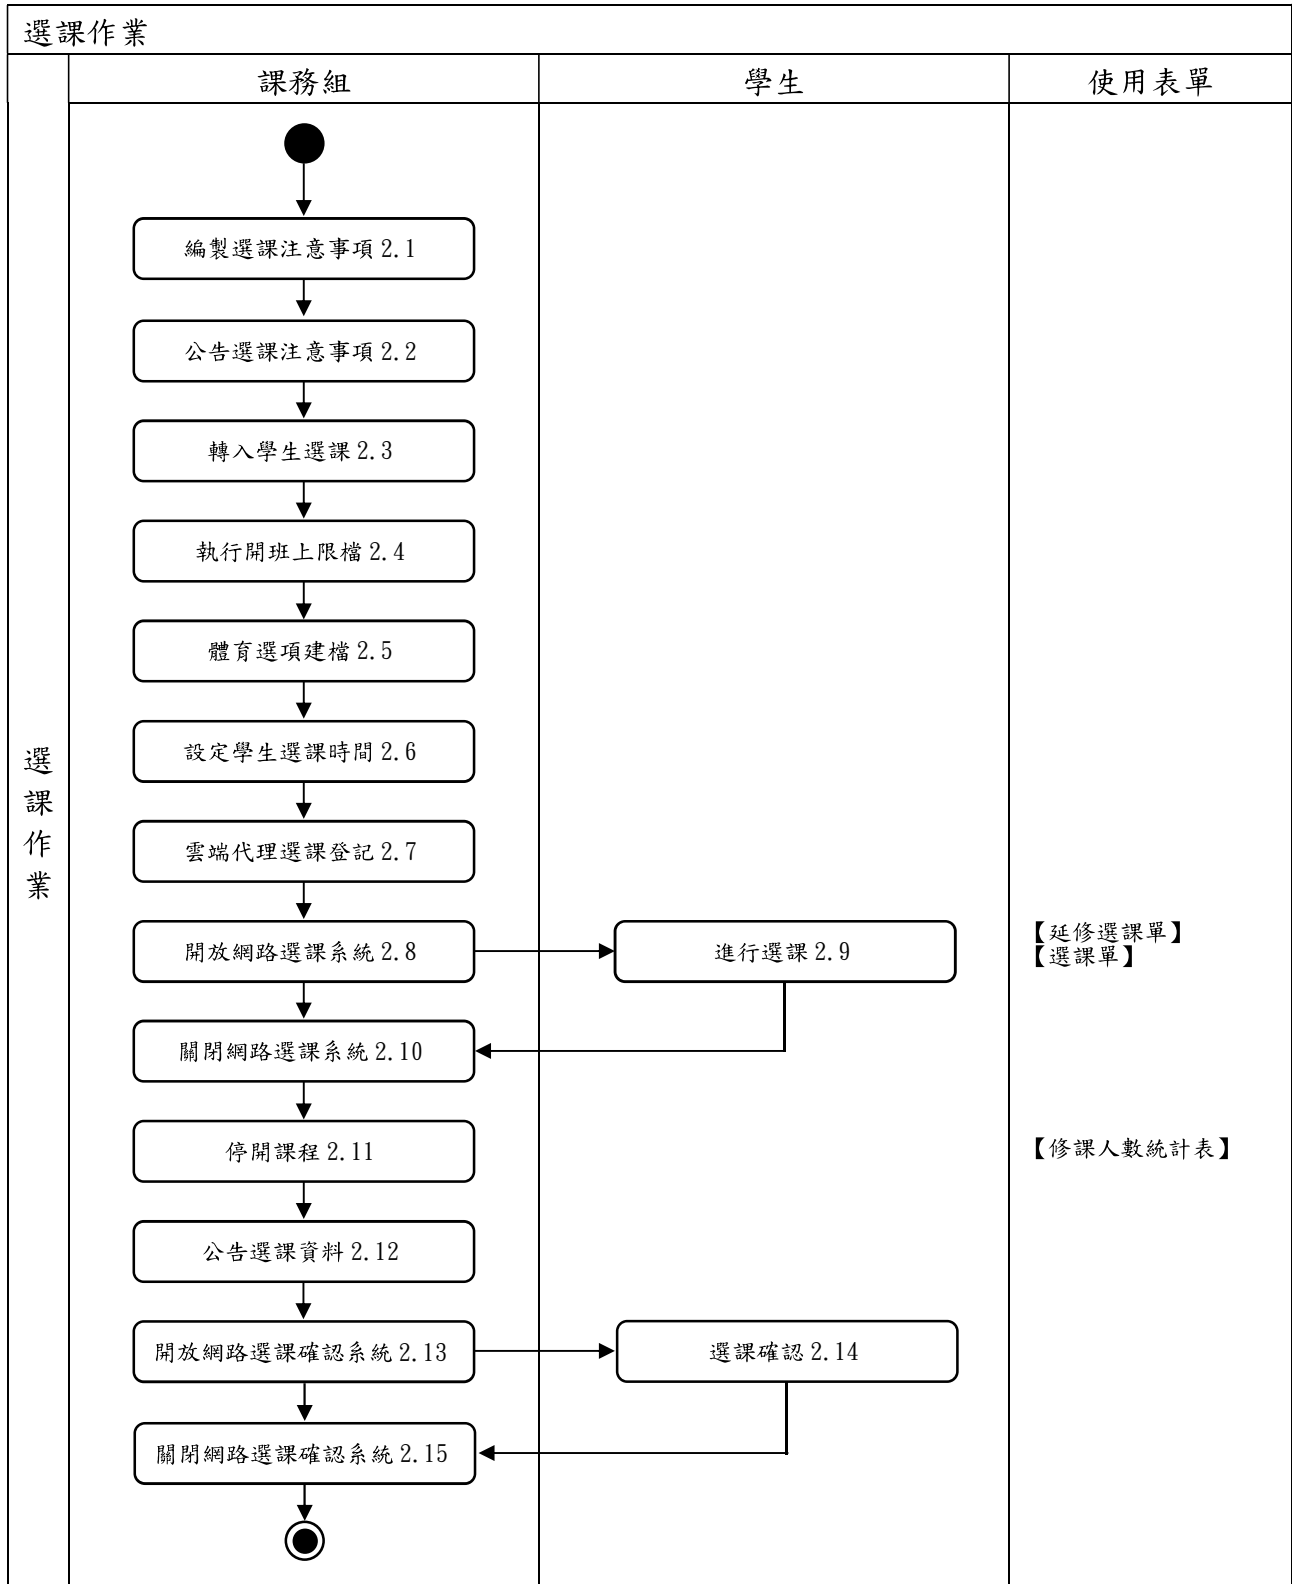 選課作業
課務組
學生
使用表單
選課作業
編製選課注意事項 2.1
公告選課注意事項 2.2
轉入學生選課 2.3
執行開班上限檔 2.4
體育選項建檔 2.5
設定學生選課時間 2.6
雲端代理選課登記 2.7
開放網路選課系統 2.8
進行選課 2.9
【延修選課單】
【選課單】
關閉網路選課系統 2.10
停開課程 2.11
【修課人數統計表】
公告選課資料 2.12
開放網路選課確認系統 2.13
選課確認 2.14
關閉網路選課確認系統 2.15